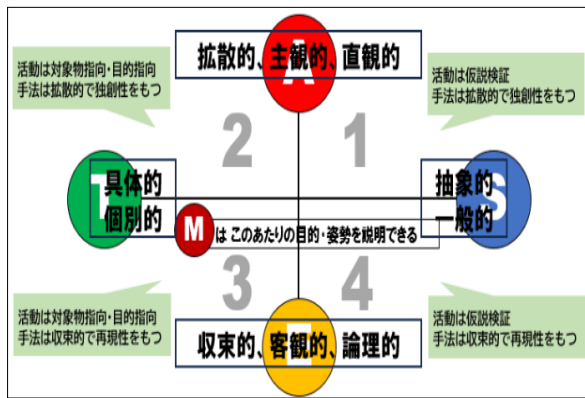 拡散的、主観的、直観的
A
活動は対象物指向・目的指向
手法は拡散的で独創性をもつ
活動は仮説検証
手法は拡散的で独創性をもつ
2
1
T
具体的
個別的
S
抽象的
一般的
M
は このあたりの目的・姿勢を説明できる
3
4
活動は対象物指向・目的指向
手法は収束的で再現性をもつ
活動は仮説検証
手法は収束的で再現性をもつ
収束的、客観的、論理的